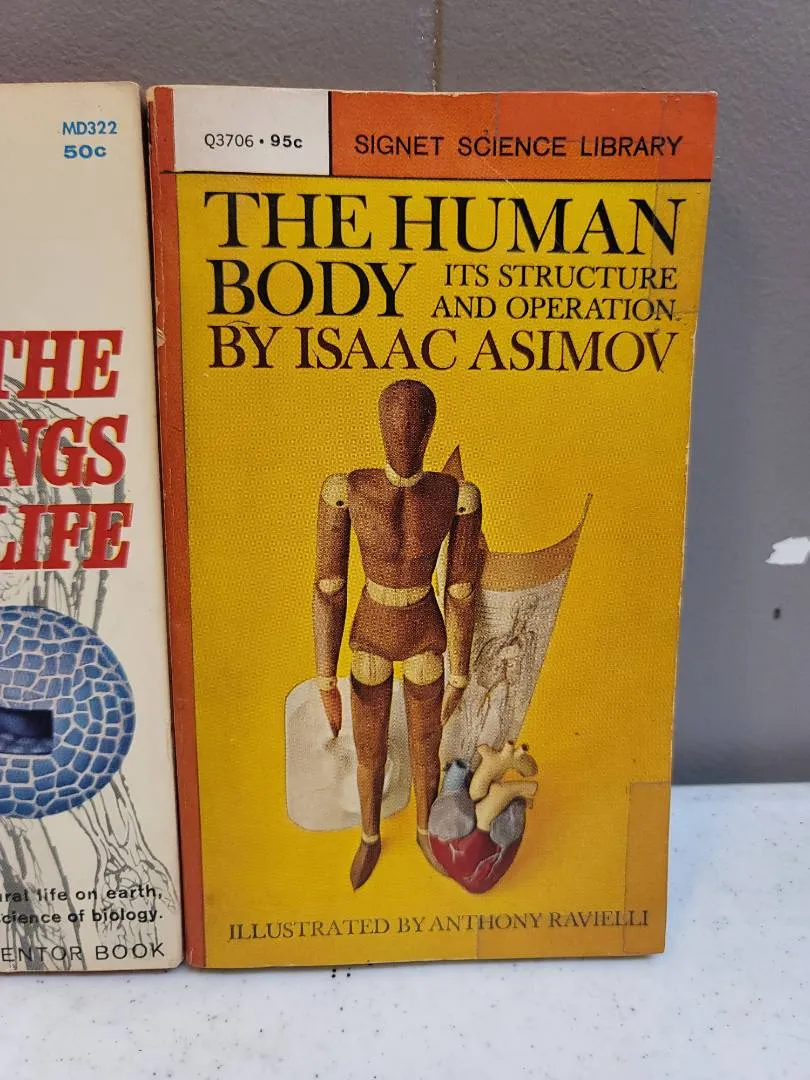 MD322
50c
THE
NGS
LIFE
ural life on earth,
cience of biology.
ENTOR BOOK
Q3706 • 95c
SIGNET SCIENCE LIBRARY
THE HUMAN
BODY ITS STRUCTURE
AND OPERATION
BY ISAAC ASIMOV
ILLUSTRATED BY ANTHONY RAVIELLI